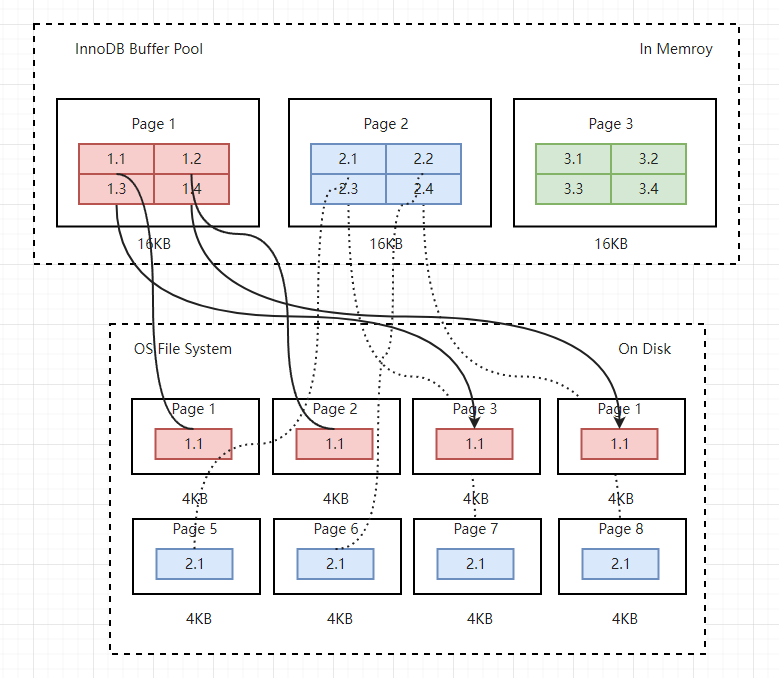 InnoDB Buffer Pool In Memroy
Page 1 Page 2 Page 3
1.1 1.2 2.1 2.2 3.1 3.2
1.3 1.4 2.3 2.4 3.3 3.4
16KB 16KB 16KB
OS File System On Disk
Page 1 Page 2 Page 3 Page 1
1.1 1.1 1.1 1.1
4KB 4KB 4KB 4KB
Page 5 Page 6 Page 7 Page 8
2.1 2.1 2.1 2.1
4KB 4KB 4KB 4KB